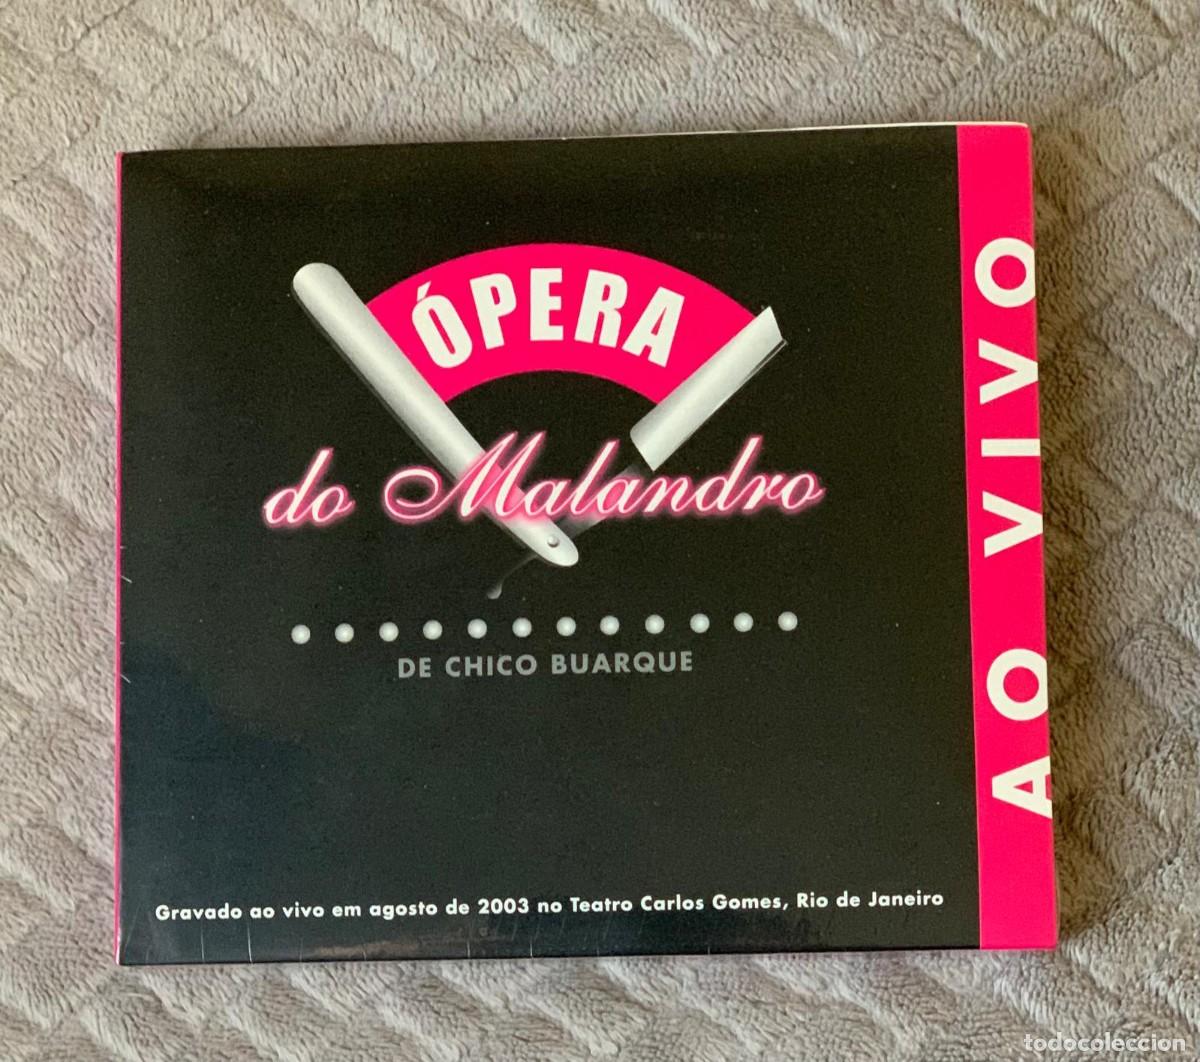 ÓPERA
do Malandro
DE CHICO BUARQUE
Gravado ao vivo em agosto de 2003 no Teatro Carlos Gomes, Rio de Janeiro
AO VIVO
todocoleccion